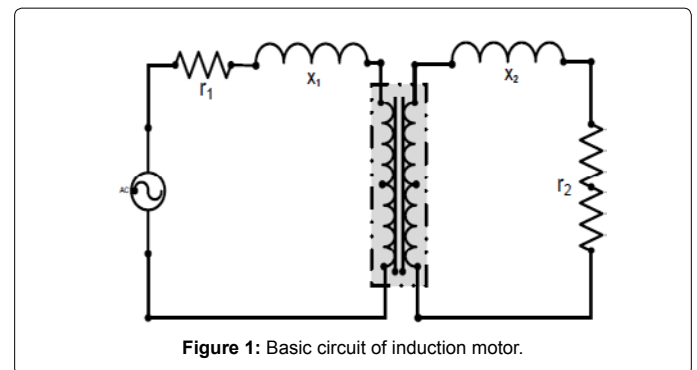 r1
X1
X2
AC
r2
Figure 1: Basic circuit of induction motor.